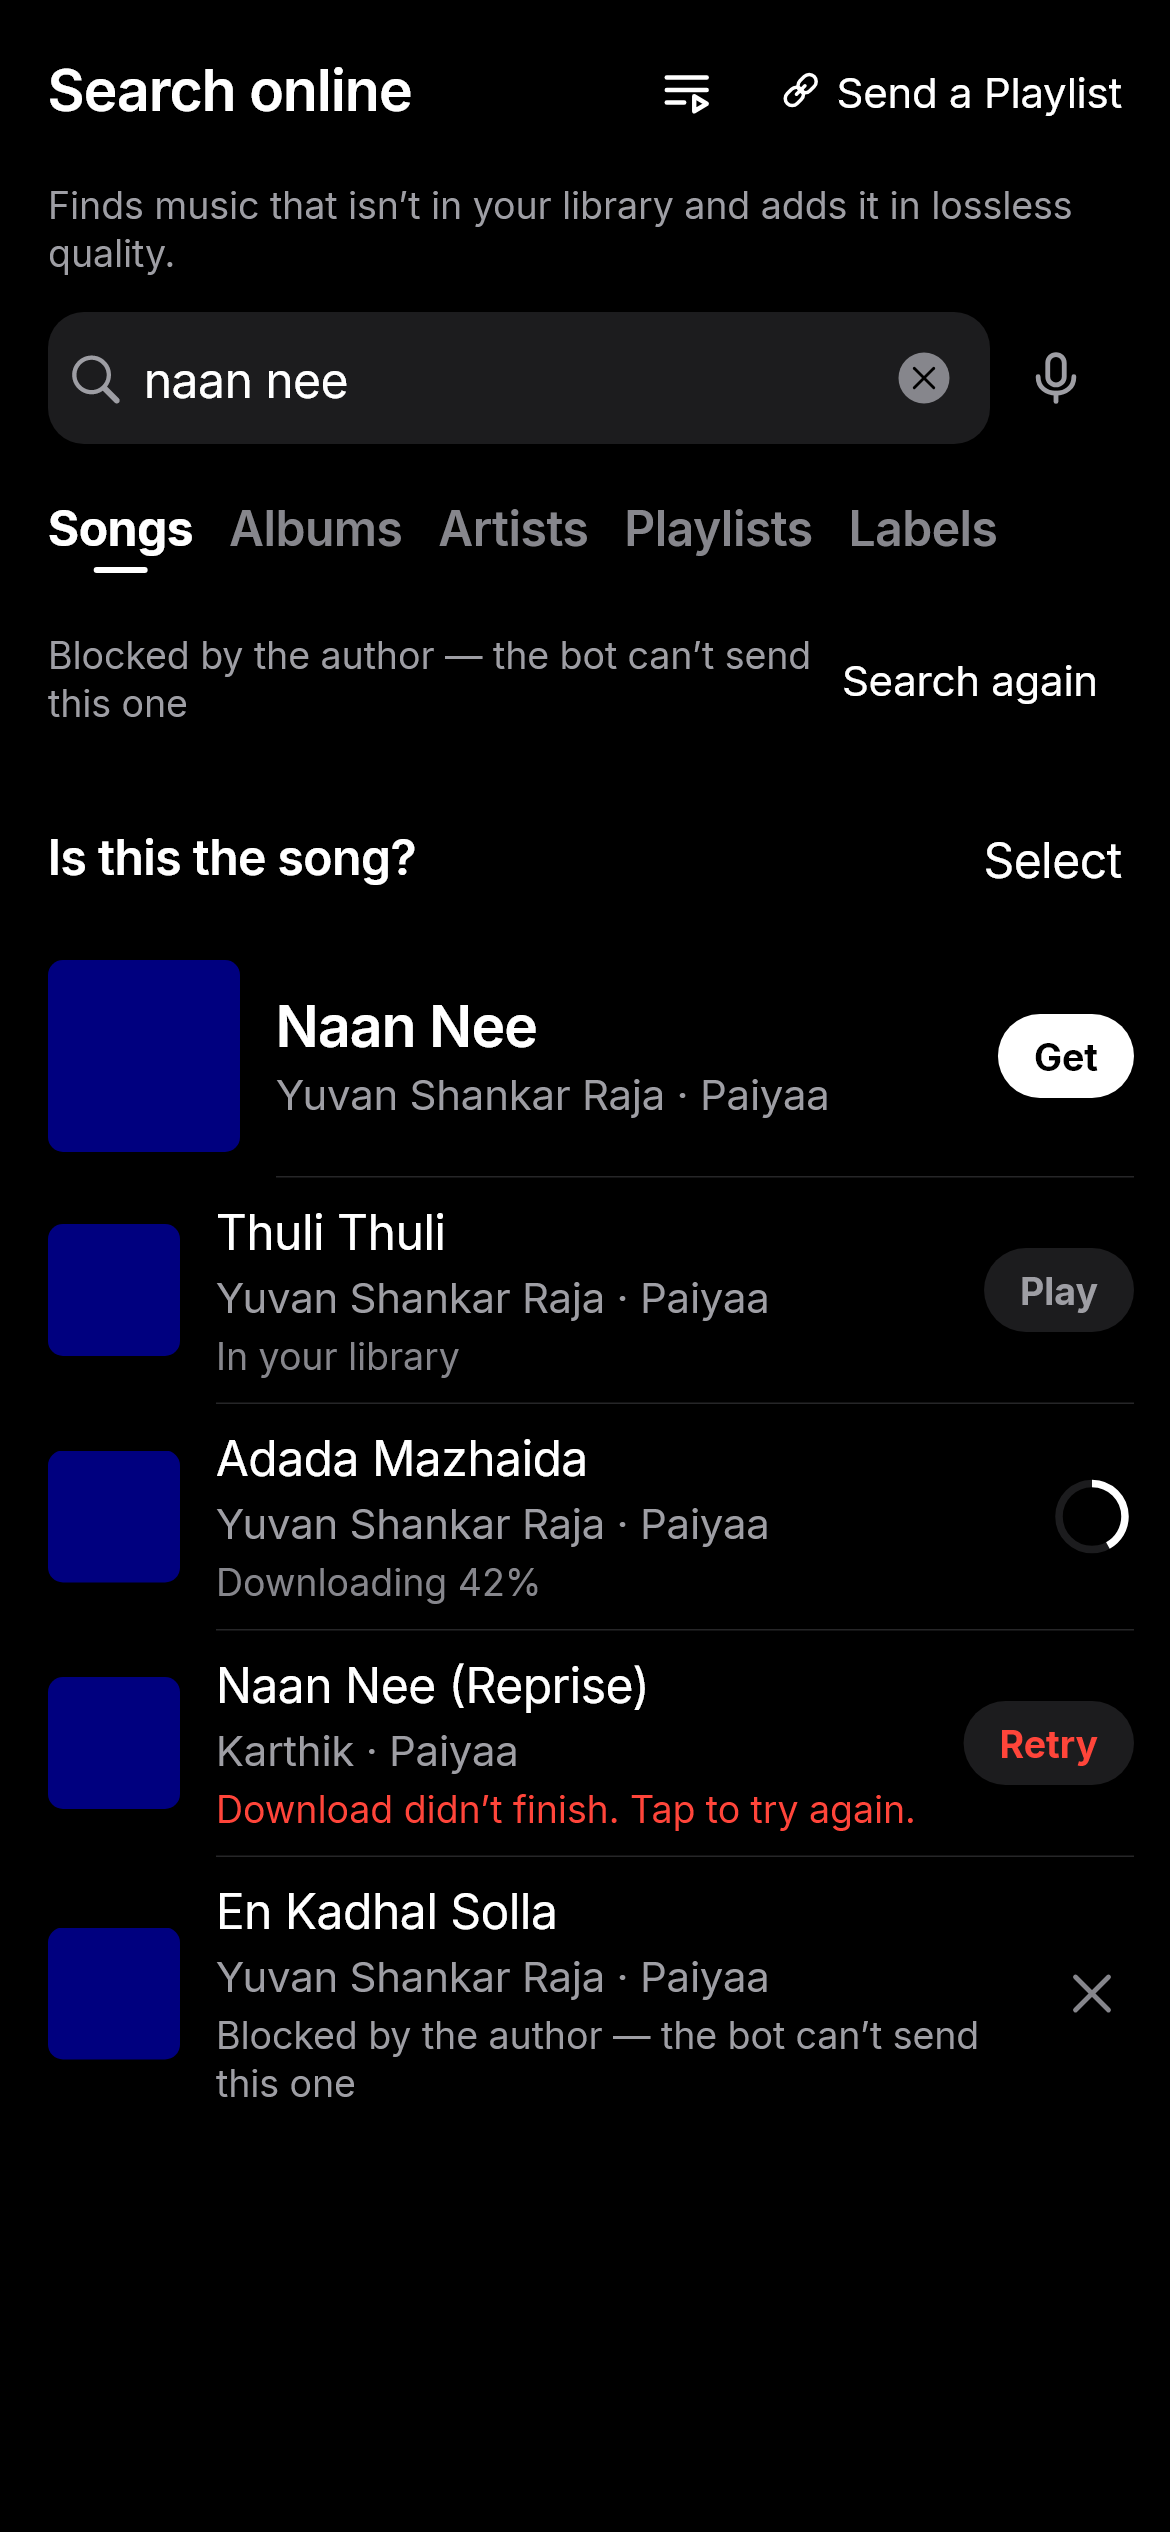 Search online
Send a Playlist
Finds music that isn’t in your library and adds it in lossless
quality.
naan nee
Songs Albums Artists Playlists Labels
Blocked by the author — the bot can’t send
this one
Search again
Is this the song?
Select
Naan Nee
Yuvan Shankar Raja · Paiyaa
Get
Thuli Thuli
Yuvan Shankar Raja · Paiyaa
In your library
Play
Adada Mazhaida
Yuvan Shankar Raja · Paiyaa
Downloading 42%
Naan Nee (Reprise)
Karthik · Paiyaa
Download didn’t finish. Tap to try again.
Retry
En Kadhal Solla
Yuvan Shankar Raja · Paiyaa
Blocked by the author — the bot can’t send
this one